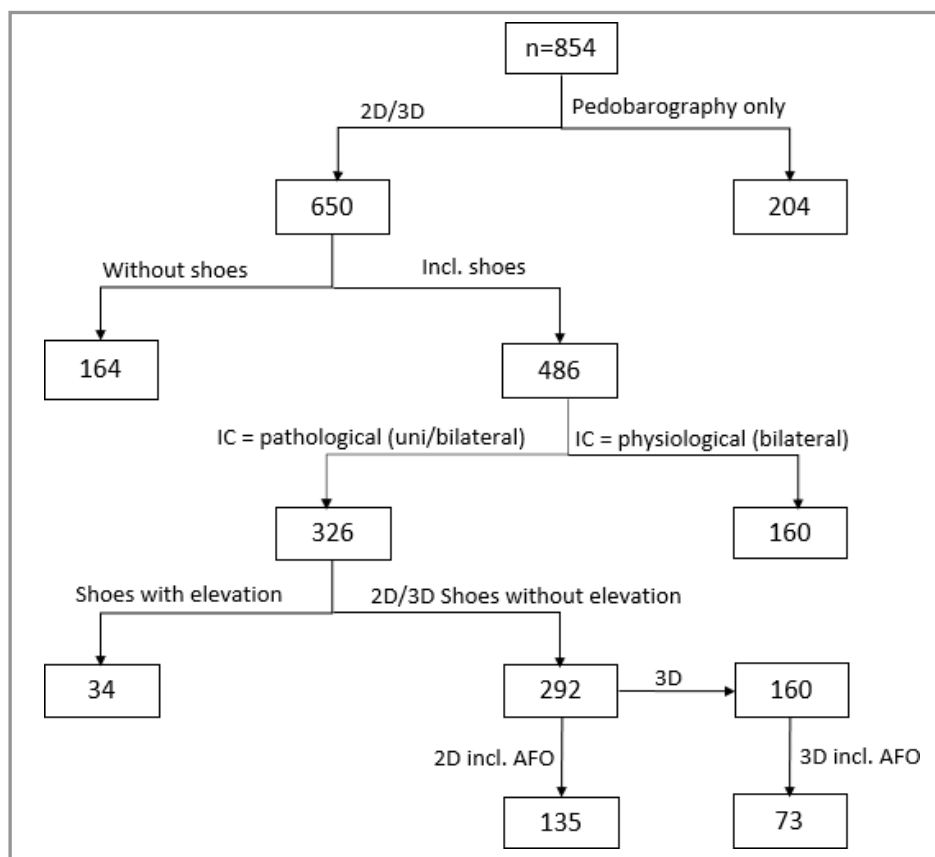 n=854
2D/3D
Pedobarography only
650
204
Without shoes
Incl. shoes
164
486
IC = pathological (uni/bilateral)
IC = physiological (bilateral)
326
160
Shoes with elevation
2D/3D Shoes without elevation
34
292
3D
160
2D incl. AFO
3D incl. AFO
135
73